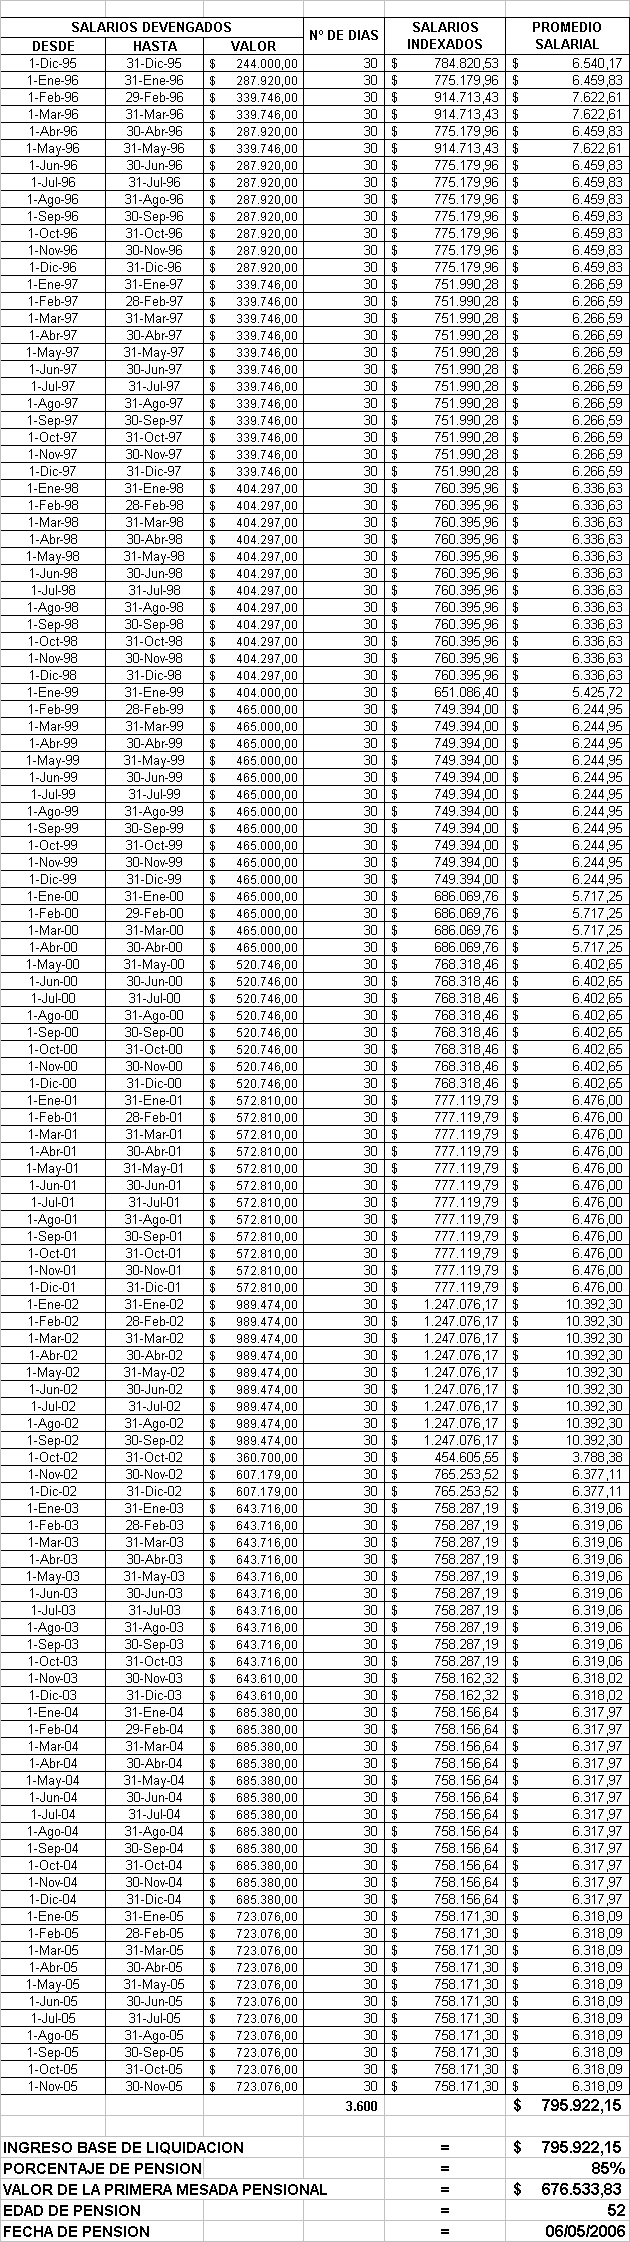 SALARIOS DEVENGADOS Nº DE DIAS SALARIOS INDEXADOS PROMEDIO SALARIAL
DESDE HASTA VALOR
1-Dic-95 31-Dic-95 $ 244.000,00 30 $ 784.820,53 $ 6.540,17
1-Ene-96 31-Ene-96 $ 287.920,00 30 $ 775.179,96 $ 6.459,83
1-Feb-96 29-Feb-96 $ 339.746,00 30 $ 914.713,43 $ 7.622,61
1-Mar-96 31-Mar-96 $ 339.746,00 30 $ 914.713,43 $ 7.622,61
1-Abr-96 30-Abr-96 $ 287.920,00 30 $ 775.179,96 $ 6.459,83
1-May-96 31-May-96 $ 339.746,00 30 $ 914.713,43 $ 7.622,61
1-Jun-96 30-Jun-96 $ 287.920,00 30 $ 775.179,96 $ 6.459,83
1-Jul-96 31-Jul-96 $ 287.920,00 30 $ 775.179,96 $ 6.459,83
1-Ago-96 31-Ago-96 $ 287.920,00 30 $ 775.179,96 $ 6.459,83
1-Sep-96 30-Sep-96 $ 287.920,00 30 $ 775.179,96 $ 6.459,83
1-Oct-96 31-Oct-96 $ 287.920,00 30 $ 775.179,96 $ 6.459,83
1-Nov-96 30-Nov-96 $ 287.920,00 30 $ 775.179,96 $ 6.459,83
1-Dic-96 31-Dic-96 $ 287.920,00 30 $ 775.179,96 $ 6.459,83
1-Ene-97 31-Ene-97 $ 339.746,00 30 $ 751.990,28 $ 6.266,59
1-Feb-97 28-Feb-97 $ 339.746,00 30 $ 751.990,28 $ 6.266,59
1-Mar-97 31-Mar-97 $ 339.746,00 30 $ 751.990,28 $ 6.266,59
1-Abr-97 30-Abr-97 $ 339.746,00 30 $ 751.990,28 $ 6.266,59
1-May-97 31-May-97 $ 339.746,00 30 $ 751.990,28 $ 6.266,59
1-Jun-97 30-Jun-97 $ 339.746,00 30 $ 751.990,28 $ 6.266,59
1-Jul-97 31-Jul-97 $ 339.746,00 30 $ 751.990,28 $ 6.266,59
1-Ago-97 31-Ago-97 $ 339.746,00 30 $ 751.990,28 $ 6.266,59
1-Sep-97 30-Sep-97 $ 339.746,00 30 $ 751.990,28 $ 6.266,59
1-Oct-97 31-Oct-97 $ 339.746,00 30 $ 751.990,28 $ 6.266,59
1-Nov-97 30-Nov-97 $ 339.746,00 30 $ 751.990,28 $ 6.266,59
1-Dic-97 31-Dic-97 $ 339.746,00 30 $ 751.990,28 $ 6.266,59
1-Ene-98 31-Ene-98 $ 404.297,00 30 $ 760.395,96 $ 6.336,63
1-Feb-98 28-Feb-98 $ 404.297,00 30 $ 760.395,96 $ 6.336,63
1-Mar-98 31-Mar-98 $ 404.297,00 30 $ 760.395,96 $ 6.336,63
1-Abr-98 30-Abr-98 $ 404.297,00 30 $ 760.395,96 $ 6.336,63
1-May-98 31-May-98 $ 404.297,00 30 $ 760.395,96 $ 6.336,63
1-Jun-98 30-Jun-98 $ 404.297,00 30 $ 760.395,96 $ 6.336,63
1-Jul-98 31-Jul-98 $ 404.297,00 30 $ 760.395,96 $ 6.336,63
1-Ago-98 31-Ago-98 $ 404.297,00 30 $ 760.395,96 $ 6.336,63
1-Sep-98 30-Sep-98 $ 404.297,00 30 $ 760.395,96 $ 6.336,63
1-Oct-98 31-Oct-98 $ 404.297,00 30 $ 760.395,96 $ 6.336,63
1-Nov-98 30-Nov-98 $ 404.297,00 30 $ 760.395,96 $ 6.336,63
1-Dic-98 31-Dic-98 $ 404.297,00 30 $ 760.395,96 $ 6.336,63
1-Ene-99 31-Ene-99 $ 404.000,00 30 $ 651.086,40 $ 5.425,72
1-Feb-99 28-Feb-99 $ 465.000,00 30 $ 749.394,00 $ 6.244,95
1-Mar-99 31-Mar-99 $ 465.000,00 30 $ 749.394,00 $ 6.244,95
1-Abr-99 30-Abr-99 $ 465.000,00 30 $ 749.394,00 $ 6.244,95
1-May-99 31-May-99 $ 465.000,00 30 $ 749.394,00 $ 6.244,95
1-Jun-99 30-Jun-99 $ 465.000,00 30 $ 749.394,00 $ 6.244,95
1-Jul-99 31-Jul-99 $ 465.000,00 30 $ 749.394,00 $ 6.244,95
1-Ago-99 31-Ago-99 $ 465.000,00 30 $ 749.394,00 $ 6.244,95
1-Sep-99 30-Sep-99 $ 465.000,00 30 $ 749.394,00 $ 6.244,95
1-Oct-99 31-Oct-99 $ 465.000,00 30 $ 749.394,00 $ 6.244,95
1-Nov-99 30-Nov-99 $ 465.000,00 30 $ 749.394,00 $ 6.244,95
1-Dic-99 31-Dic-99 $ 465.000,00 30 $ 749.394,00 $ 6.244,95
1-Ene-00 31-Ene-00 $ 465.000,00 30 $ 686.069,76 $ 5.717,25
1-Feb-00 29-Feb-00 $ 465.000,00 30 $ 686.069,76 $ 5.717,25
1-Mar-00 31-Mar-00 $ 465.000,00 30 $ 686.069,76 $ 5.717,25
1-Abr-00 30-Abr-00 $ 465.000,00 30 $ 686.069,76 $ 5.717,25
1-May-00 31-May-00 $ 520.746,00 30 $ 768.318,46 $ 6.402,65
1-Jun-00 30-Jun-00 $ 520.746,00 30 $ 768.318,46 $ 6.402,65
1-Jul-00 31-Jul-00 $ 520.746,00 30 $ 768.318,46 $ 6.402,65
1-Ago-00 31-Ago-00 $ 520.746,00 30 $ 768.318,46 $ 6.402,65
1-Sep-00 30-Sep-00 $ 520.746,00 30 $ 768.318,46 $ 6.402,65
1-Oct-00 31-Oct-00 $ 520.746,00 30 $ 768.318,46 $ 6.402,65
1-Nov-00 30-Nov-00 $ 520.746,00 30 $ 768.318,46 $ 6.402,65
1-Dic-00 31-Dic-00 $ 520.746,00 30 $ 768.318,46 $ 6.402,65
1-Ene-01 31-Ene-01 $ 572.810,00 30 $ 777.119,79 $ 6.476,00
1-Feb-01 28-Feb-01 $ 572.810,00 30 $ 777.119,79 $ 6.476,00
1-Mar-01 31-Mar-01 $ 572.810,00 30 $ 777.119,79 $ 6.476,00
1-Abr-01 30-Abr-01 $ 572.810,00 30 $ 777.119,79 $ 6.476,00
1-May-01 31-May-01 $ 572.810,00 30 $ 777.119,79 $ 6.476,00
1-Jun-01 30-Jun-01 $ 572.810,00 30 $ 777.119,79 $ 6.476,00
1-Jul-01 31-Jul-01 $ 572.810,00 30 $ 777.119,79 $ 6.476,00
1-Ago-01 31-Ago-01 $ 572.810,00 30 $ 777.119,79 $ 6.476,00
1-Sep-01 30-Sep-01 $ 572.810,00 30 $ 777.119,79 $ 6.476,00
1-Oct-01 31-Oct-01 $ 572.810,00 30 $ 777.119,79 $ 6.476,00
1-Nov-01 30-Nov-01 $ 572.810,00 30 $ 777.119,79 $ 6.476,00
1-Dic-01 31-Dic-01 $ 572.810,00 30 $ 777.119,79 $ 6.476,00
1-Ene-02 31-Ene-02 $ 989.474,00 30 $ 1.247.076,17 $ 10.392,30
1-Feb-02 28-Feb-02 $ 989.474,00 30 $ 1.247.076,17 $ 10.392,30
1-Mar-02 31-Mar-02 $ 989.474,00 30 $ 1.247.076,17 $ 10.392,30
1-Abr-02 30-Abr-02 $ 989.474,00 30 $ 1.247.076,17 $ 10.392,30
1-May-02 31-May-02 $ 989.474,00 30 $ 1.247.076,17 $ 10.392,30
1-Jun-02 30-Jun-02 $ 989.474,00 30 $ 1.247.076,17 $ 10.392,30
1-Jul-02 31-Jul-02 $ 989.474,00 30 $ 1.247.076,17 $ 10.392,30
1-Ago-02 31-Ago-02 $ 989.474,00 30 $ 1.247.076,17 $ 10.392,30
1-Sep-02 30-Sep-02 $ 989.474,00 30 $ 1.247.076,17 $ 10.392,30
1-Oct-02 31-Oct-02 $ 360.700,00 30 $ 454.605,55 $ 3.788,38
1-Nov-02 30-Nov-02 $ 607.179,00 30 $ 765.253,52 $ 6.377,11
1-Dic-02 31-Dic-02 $ 607.179,00 30 $ 765.253,52 $ 6.377,11
1-Ene-03 31-Ene-03 $ 643.716,00 30 $ 758.287,19 $ 6.319,06
1-Feb-03 28-Feb-03 $ 643.716,00 30 $ 758.287,19 $ 6.319,06
1-Mar-03 31-Mar-03 $ 643.716,00 30 $ 758.287,19 $ 6.319,06
1-Abr-03 30-Abr-03 $ 643.716,00 30 $ 758.287,19 $ 6.319,06
1-May-03 31-May-03 $ 643.716,00 30 $ 758.287,19 $ 6.319,06
1-Jun-03 30-Jun-03 $ 643.716,00 30 $ 758.287,19 $ 6.319,06
1-Jul-03 31-Jul-03 $ 643.716,00 30 $ 758.287,19 $ 6.319,06
1-Ago-03 31-Ago-03 $ 643.716,00 30 $ 758.287,19 $ 6.319,06
1-Sep-03 30-Sep-03 $ 643.716,00 30 $ 758.287,19 $ 6.319,06
1-Oct-03 31-Oct-03 $ 643.716,00 30 $ 758.287,19 $ 6.319,06
1-Nov-03 30-Nov-03 $ 643.610,00 30 $ 758.162,32 $ 6.318,02
1-Dic-03 31-Dic-03 $ 643.610,00 30 $ 758.162,32 $ 6.318,02
1-Ene-04 31-Ene-04 $ 685.380,00 30 $ 758.156,64 $ 6.317,97
1-Feb-04 29-Feb-04 $ 685.380,00 30 $ 758.156,64 $ 6.317,97
1-Mar-04 31-Mar-04 $ 685.380,00 30 $ 758.156,64 $ 6.317,97
1-Abr-04 30-Abr-04 $ 685.380,00 30 $ 758.156,64 $ 6.317,97
1-May-04 31-May-04 $ 685.380,00 30 $ 758.156,64 $ 6.317,97
1-Jun-04 30-Jun-04 $ 685.380,00 30 $ 758.156,64 $ 6.317,97
1-Jul-04 31-Jul-04 $ 685.380,00 30 $ 758.156,64 $ 6.317,97
1-Ago-04 31-Ago-04 $ 685.380,00 30 $ 758.156,64 $ 6.317,97
1-Sep-04 30-Sep-04 $ 685.380,00 30 $ 758.156,64 $ 6.317,97
1-Oct-04 31-Oct-04 $ 685.380,00 30 $ 758.156,64 $ 6.317,97
1-Nov-04 30-Nov-04 $ 685.380,00 30 $ 758.156,64 $ 6.317,97
1-Dic-04 31-Dic-04 $ 685.380,00 30 $ 758.156,64 $ 6.317,97
1-Ene-05 31-Ene-05 $ 723.076,00 30 $ 758.171,30 $ 6.318,09
1-Feb-05 28-Feb-05 $ 723.076,00 30 $ 758.171,30 $ 6.318,09
1-Mar-05 31-Mar-05 $ 723.076,00 30 $ 758.171,30 $ 6.318,09
1-Abr-05 30-Abr-05 $ 723.076,00 30 $ 758.171,30 $ 6.318,09
1-May-05 31-May-05 $ 723.076,00 30 $ 758.171,30 $ 6.318,09
1-Jun-05 30-Jun-05 $ 723.076,00 30 $ 758.171,30 $ 6.318,09
1-Jul-05 31-Jul-05 $ 723.076,00 30 $ 758.171,30 $ 6.318,09
1-Ago-05 31-Ago-05 $ 723.076,00 30 $ 758.171,30 $ 6.318,09
1-Sep-05 30-Sep-05 $ 723.076,00 30 $ 758.171,30 $ 6.318,09
1-Oct-05 31-Oct-05 $ 723.076,00 30 $ 758.171,30 $ 6.318,09
1-Nov-05 30-Nov-05 $ 723.076,00 30 $ 758.171,30 $ 6.318,09
3.600 $ 795.922,15
INGRESO BASE DE LIQUIDACION = $ 795.922,15
PORCENTAJE DE PENSION = 85%
VALOR DE LA PRIMERA MESADA PENSIONAL = $ 676.533,83
EDAD DE PENSION = 52
FECHA DE PENSION = 06/05/2006